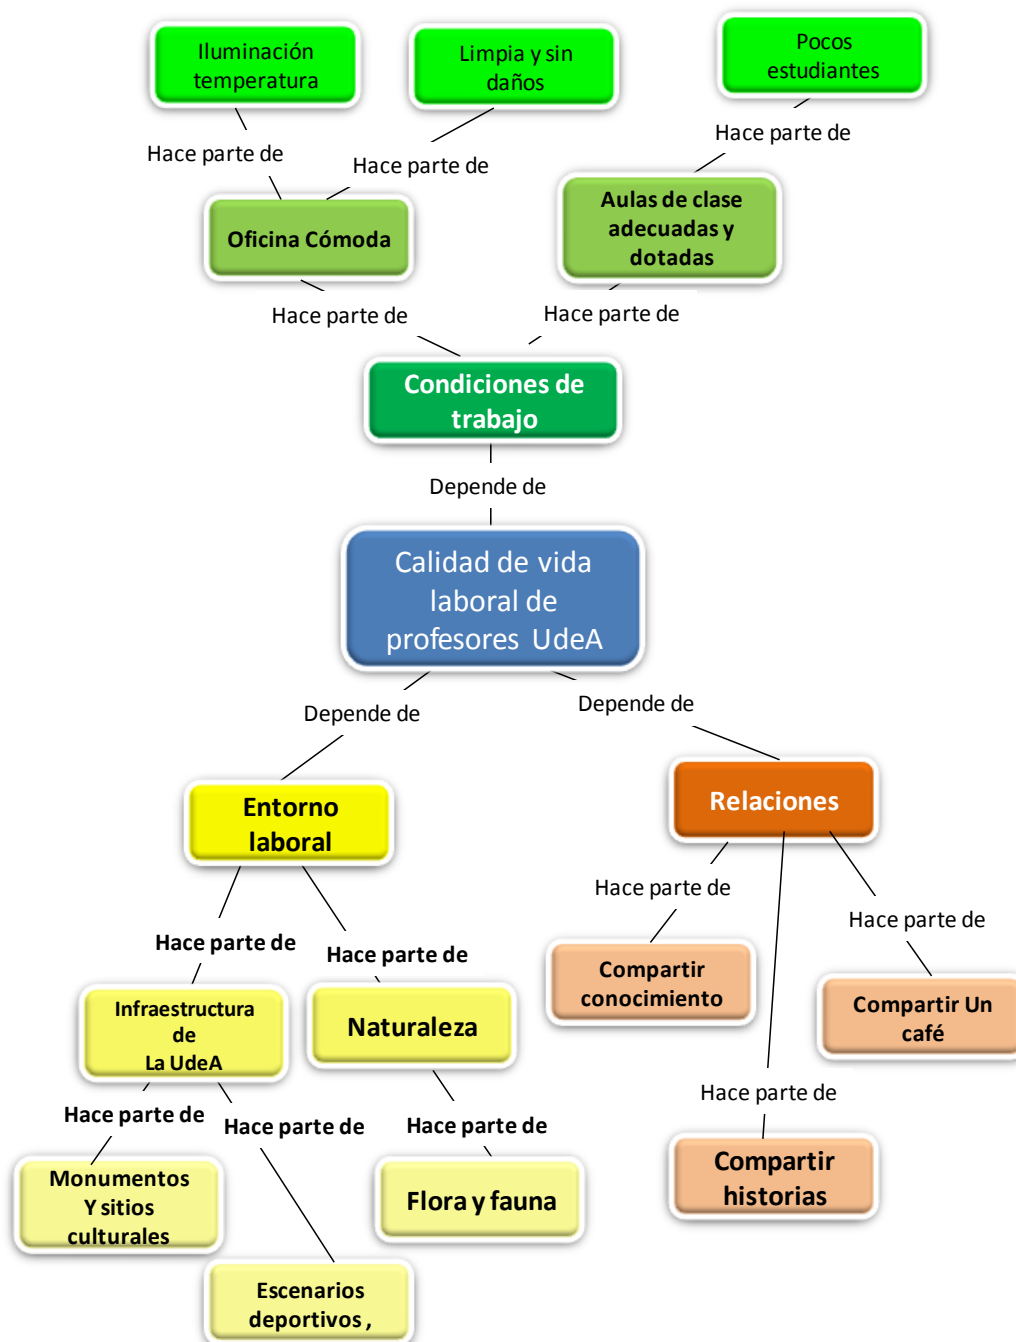 Iluminación
temperatura
Limpia y sin
daños
Pocos
estudiantes
Hace parte de
Hace parte de
Hace parte de
Oficina Cómoda
Aulas de clase
adecuadas y
dotadas
Hace parte de
Hace parte de
Condiciones de
trabajo
Depende de
Calidad de vida
laboral de
profesores UdeA
Depende de
Depende de
Entorno
laboral
Relaciones
Hace parte de
Hace parte de
Hace parte de
Hace parte de
Compartir
conocimiento
Compartir Un
café
Infraestructura
de
La UdeA
Naturaleza
Hace parte de
Hace parte de
Hace parte de
Hace parte de
Monumentos
Y sitios
culturales
Flora y fauna
Compartir
historias
Escenarios
deportivos ,